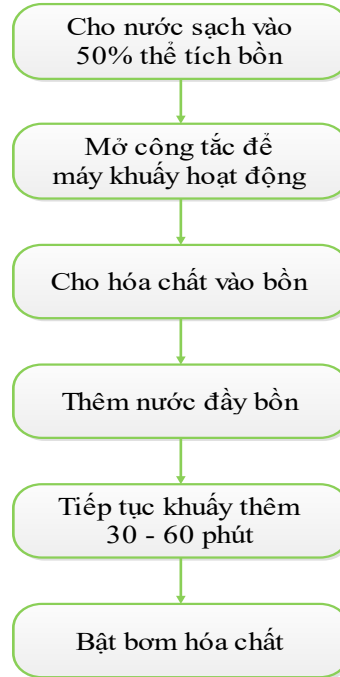 Cho nước sạch vào
50% thể tích bồn
Mở công tắc để
máy khuấy hoạt động
Cho hóa chất vào bồn
Thêm nước đầy bồn
Tiếp tục khuấy thêm
30 - 60 phút
Bật bơm hóa chất